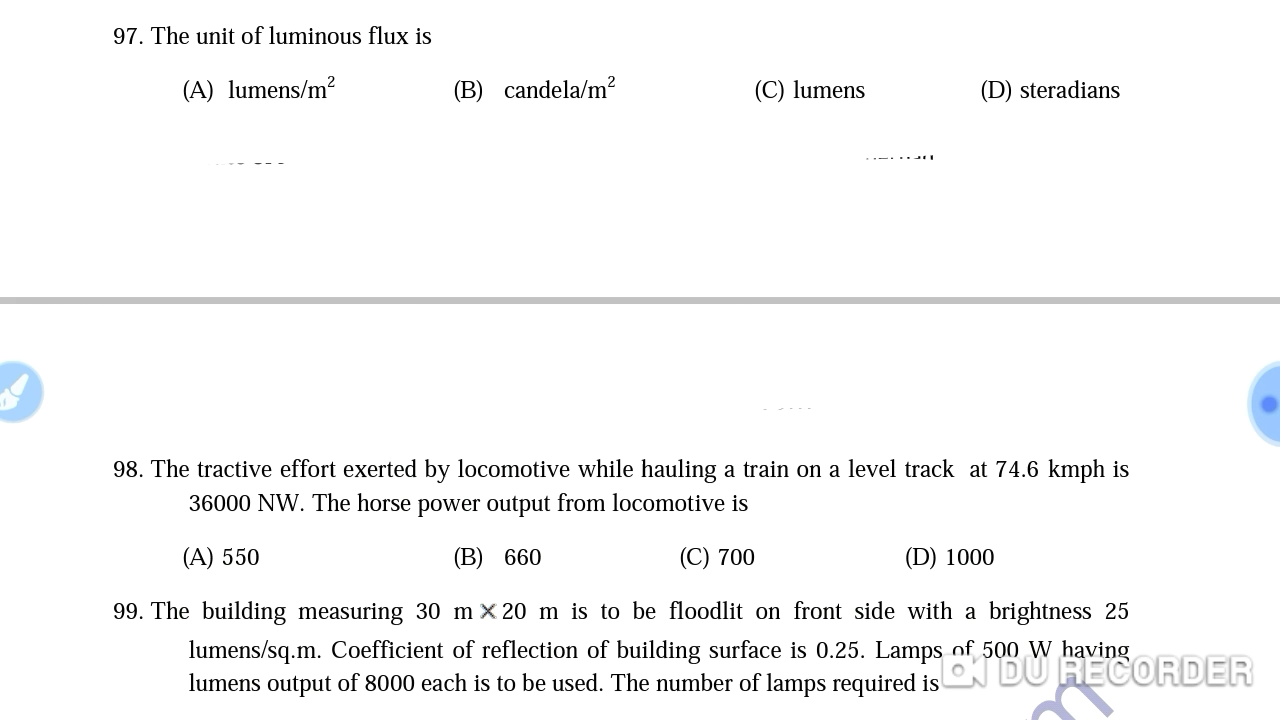 97. The unit of luminous flux is
(A) lumens/m² (B) candela/m² (C) lumens (D) steradians
98. The tractive effort exerted by locomotive while hauling a train on a level track at 74.6 kmph is
36000 NW. The horse power output from locomotive is
(A) 550 (B) 660 (C) 700 (D) 1000
99. The building measuring 30 m × 20 m is to be floodlit on front side with a brightness 25
lumens/sq.m. Coefficient of reflection of building surface is 0.25. Lamps of 500 W having
lumens output of 8000 each is to be used. The number of lamps required is
DU RECORDER
m